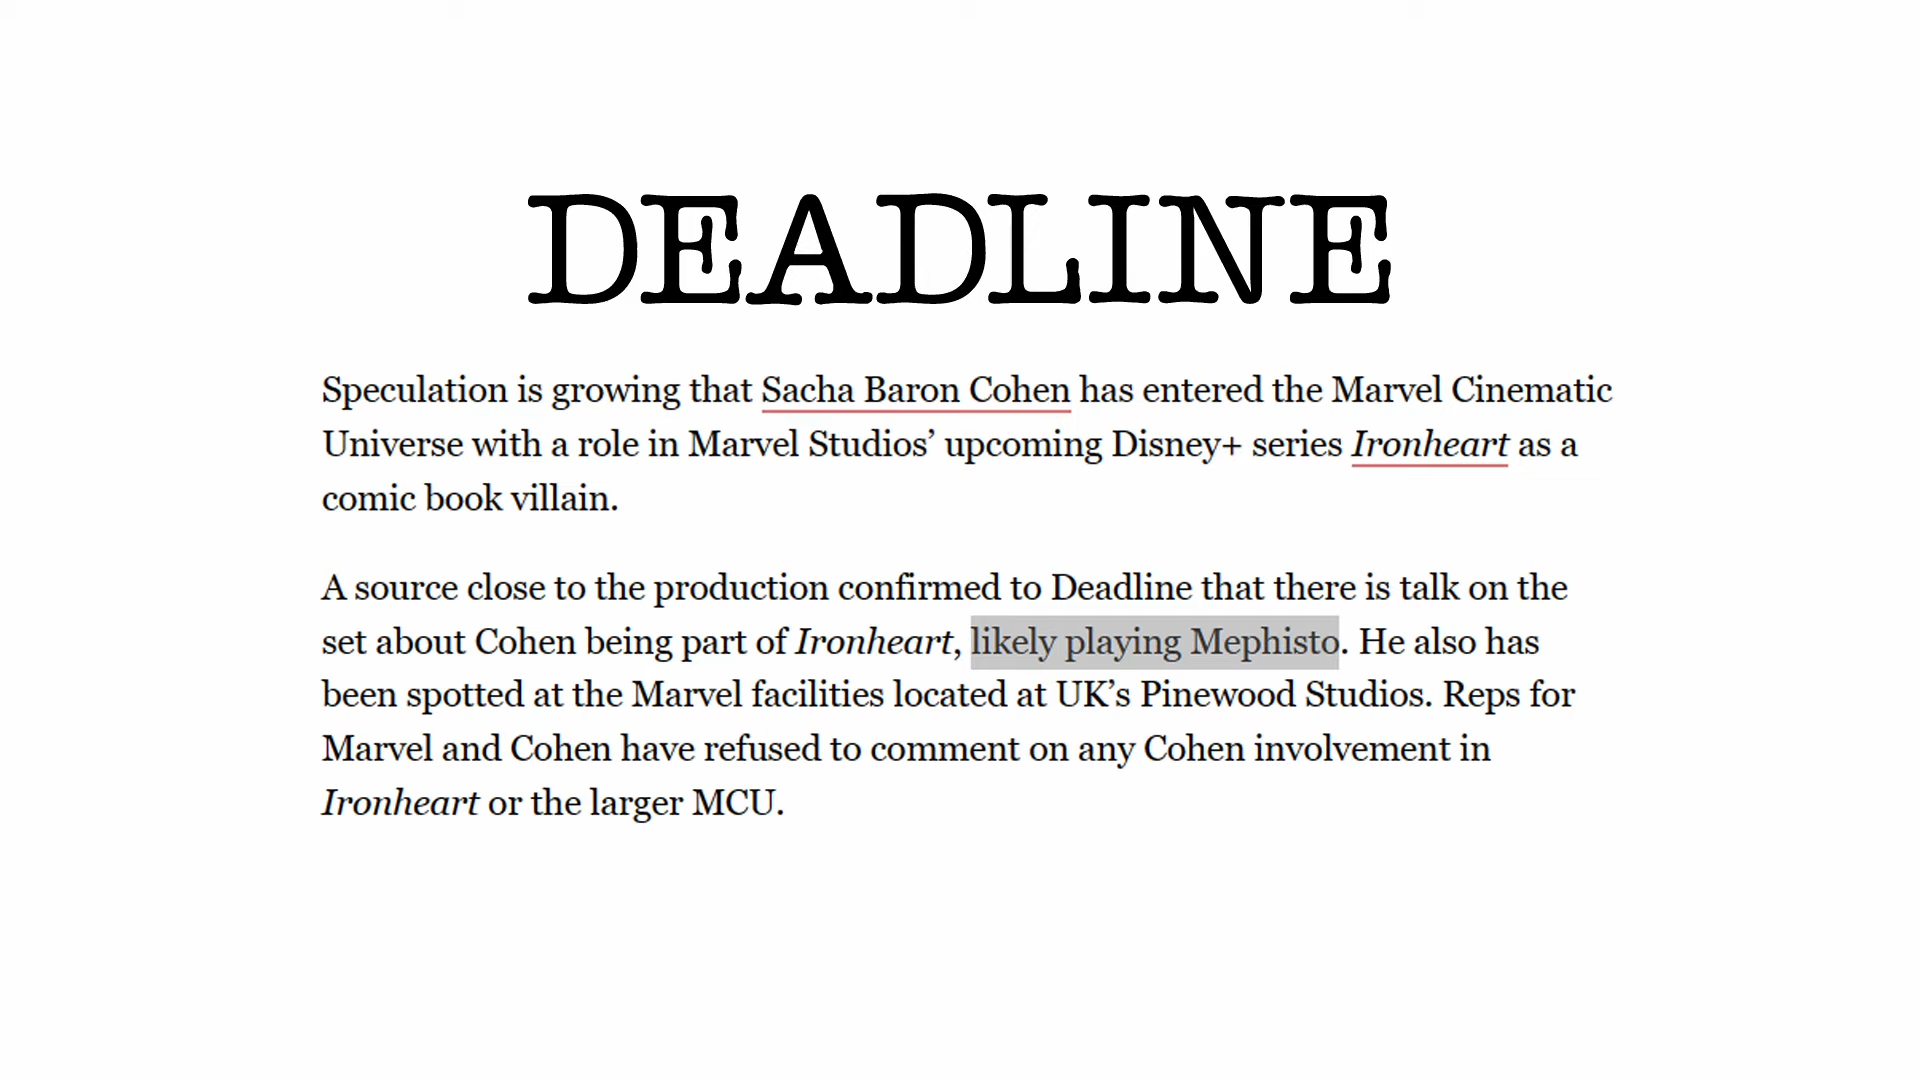 DEADLINE
Speculation is growing that Sacha Baron Cohen has entered the Marvel Cinematic
Universe with a role in Marvel Studios’ upcoming Disney+ series Ironheart as a
comic book villain.
A source close to the production confirmed to Deadline that there is talk on the
set about Cohen being part of Ironheart, likely playing Mephisto. He also has
been spotted at the Marvel facilities located at UK’s Pinewood Studios. Reps for
Marvel and Cohen have refused to comment on any Cohen involvement in
Ironheart or the larger MCU.